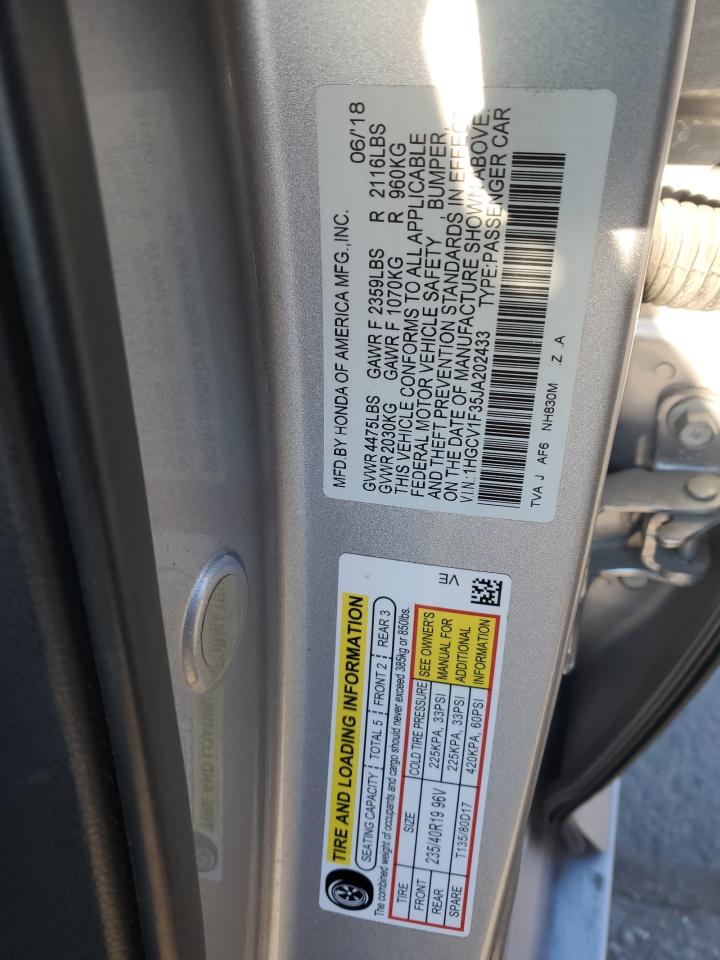 MFD.BY HONDA OF AMERICA MFG.,INC. 06/'18
GVWR 4475LBS GAWR F 2359LBS R 2116LBS
GVWR 2030KG GAWR F 1070KG R 960KG
THIS VEHICLE CONFORMS TO ALL APPLICABLE
FEDERAL MOTOR VEHICLE SAFETY , BUMPER,
AND THEFT PREVENTION STANDARDS IN EFFECT
ON THE DATE OF MANUFACTURE SHOWN ABOVE.
V.I.N.:1HGCV1F35JA202433 TYPE:PASSENGER CAR
TVA J AF6 NH830M .Z .A
TIRE AND LOADING INFORMATION
SEATING CAPACITY TOTAL 5 FRONT 2 REAR 3
The combined weight of occupants and cargo should never exceed 385kg or 850lbs.
TIRE SIZE COLD TIRE PRESSURE SEE OWNER'S
FRONT 235/40R19 96V 225KPA, 33PSI MANUAL FOR
REAR 225KPA, 33PSI ADDITIONAL
SPARE T135/80D17 420KPA, 60PSI INFORMATION
VE